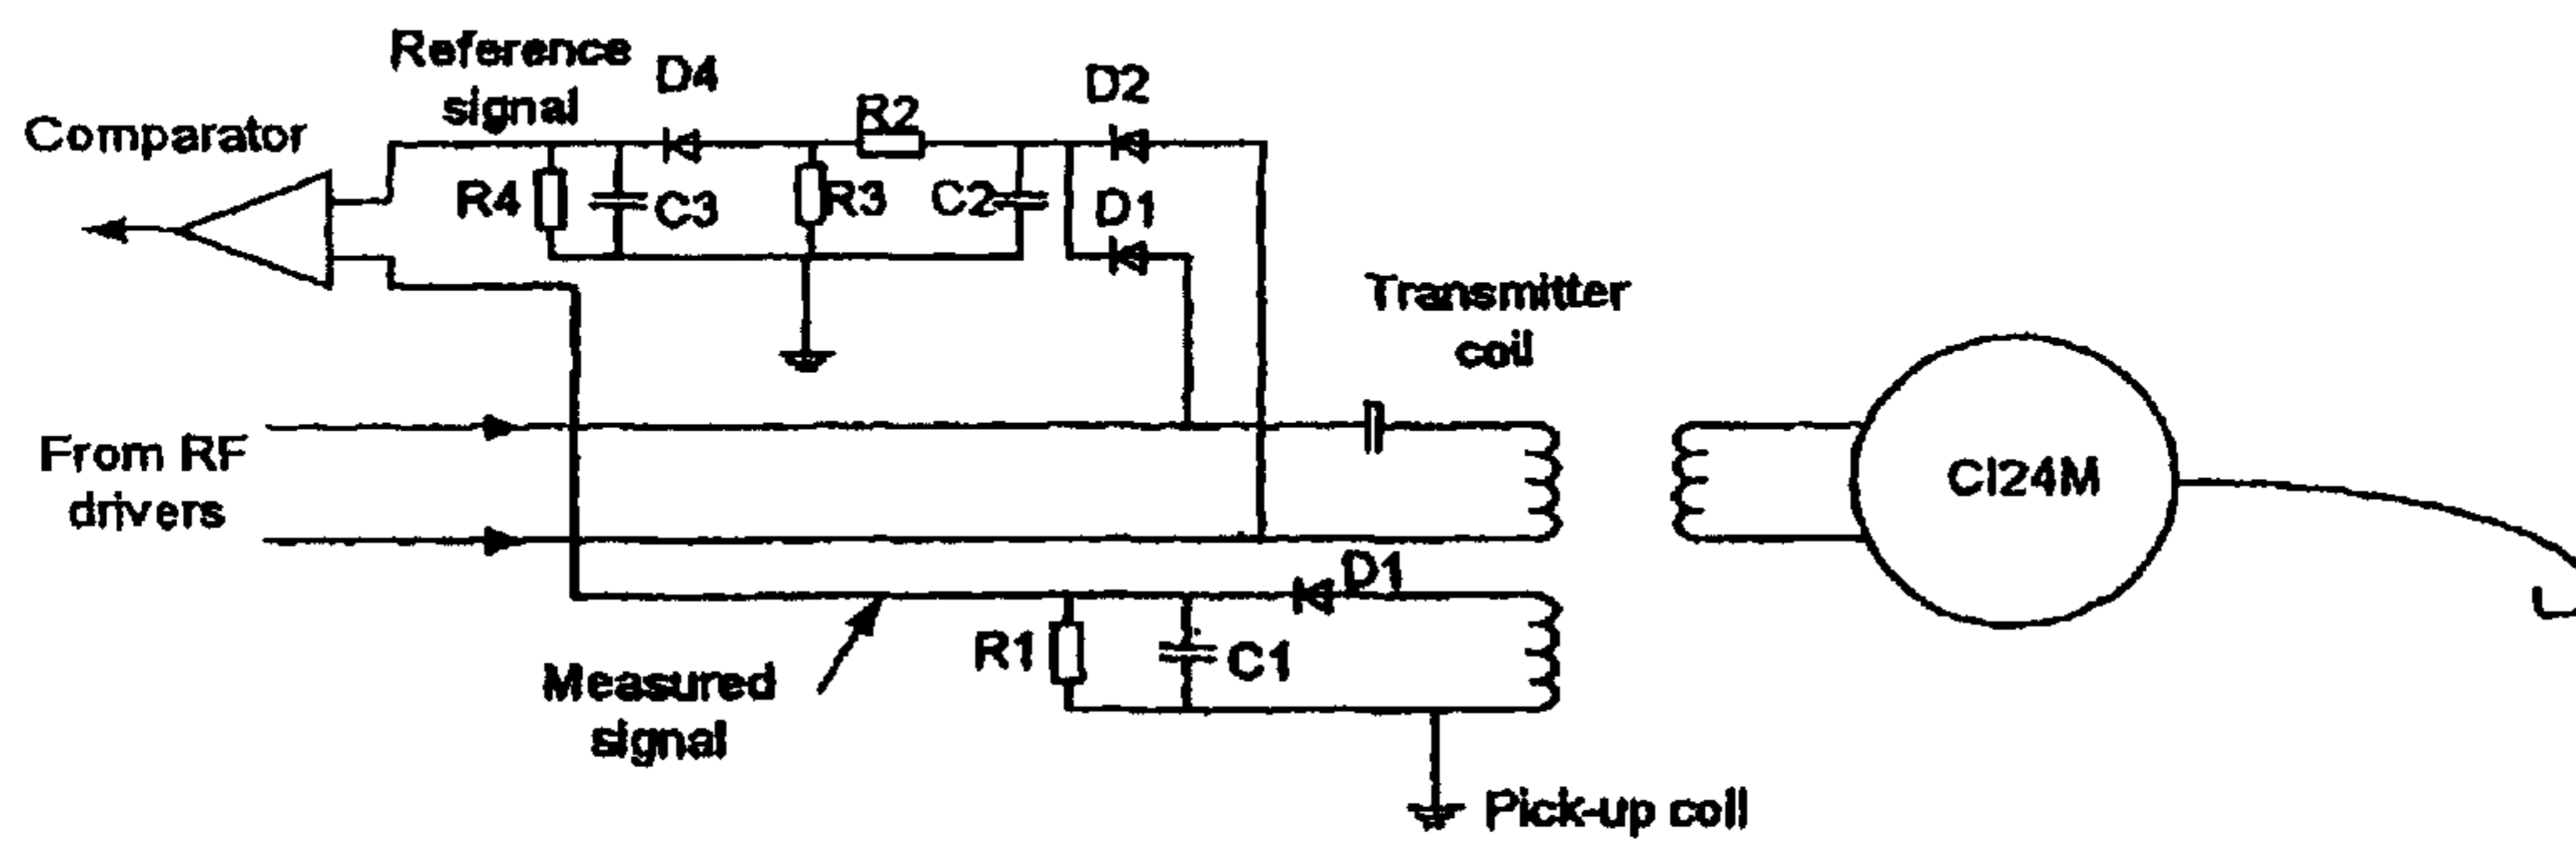 Reference
signal
D4
R2
D2
Comparator
R4
C3
R3
C2
D1
Transmitter
coil
From RF
drivers
CI24M
D1
R1
C1
Measured
signal
Pick-up coil